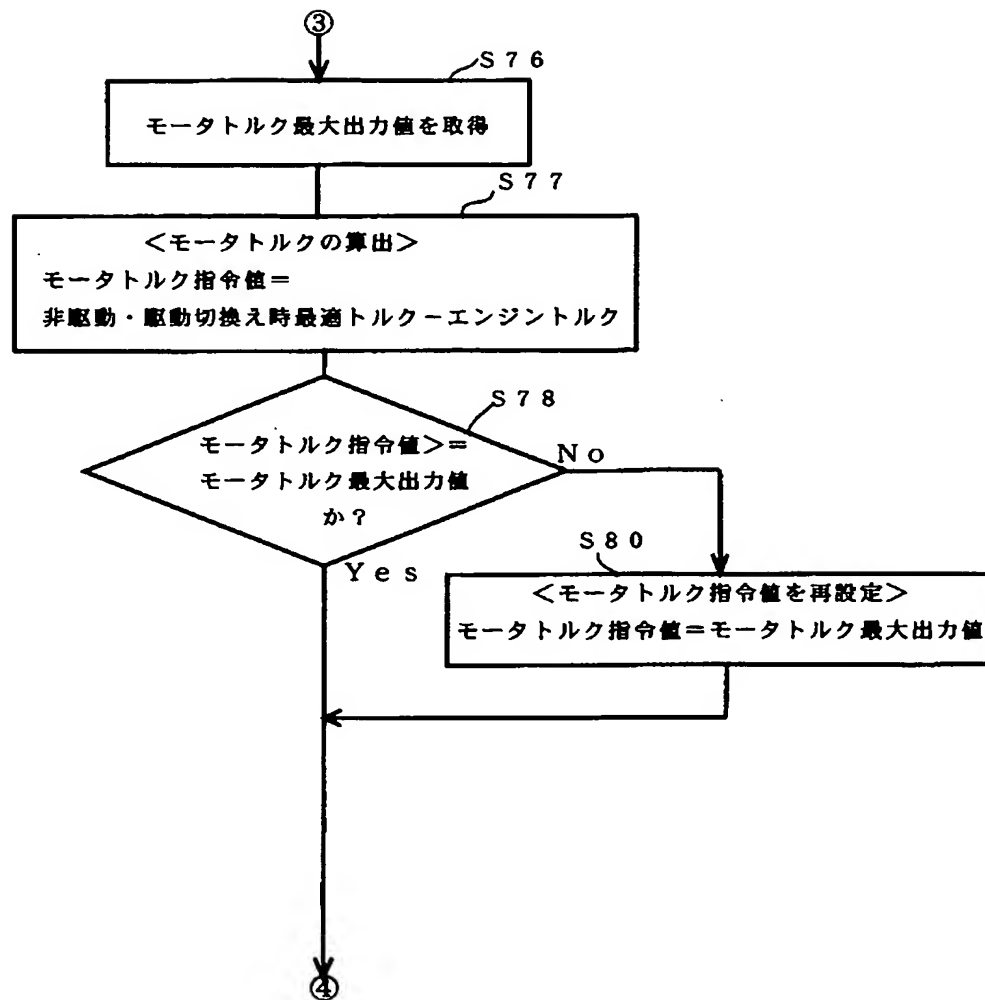 ③
S76
モータトルク最大出力値を取得
S77
＜モータトルクの算出＞
モータトルク指令値＝
非駆動・駆動切換え時最適トルク－エンジントルク
S78
モータトルク指令値＞＝
モータトルク最大出力値
か？
No
Yes
S80
＜モータトルク指令値を再設定＞
モータトルク指令値＝モータトルク最大出力値
④